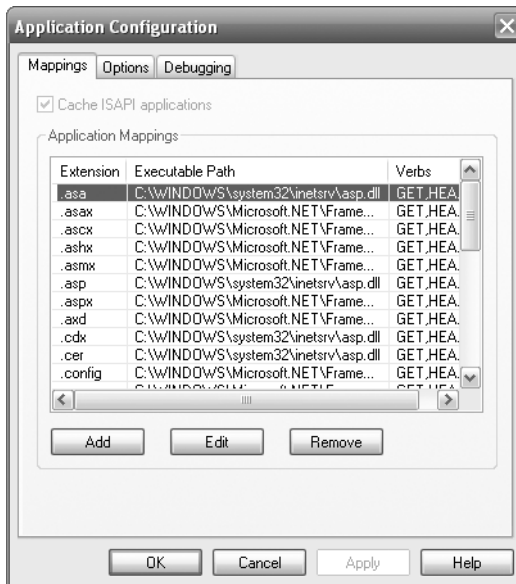 Application Configuration
Mappings Options Debugging
Cache ISAPI applications
Application Mappings
Extension Executable Path Verbs
.asa C:\WINDOWS\system32\inetsrv\asp.dll GET,HEA.
.asax C:\WINDOWS\Microsoft.NET\Frame... GET,HEA.
.ascx C:\WINDOWS\Microsoft.NET\Frame... GET,HEA.
.ashx C:\WINDOWS\Microsoft.NET\Frame... GET,HEA.
.asmx C:\WINDOWS\Microsoft.NET\Frame... GET,HEA.
.asp C:\WINDOWS\system32\inetsrv\asp.dll GET,HEA.
.aspx C:\WINDOWS\Microsoft.NET\Frame... GET,HEA.
.axd C:\WINDOWS\Microsoft.NET\Frame... GET,HEA.
.cdx C:\WINDOWS\system32\inetsrv\asp.dll GET,HEA.
.cer C:\WINDOWS\system32\inetsrv\asp.dll GET,HEA.
.config C:\WINDOWS\Microsoft.NET\Frame... GET,HEA.
Add Edit Remove
OK Cancel Apply Help